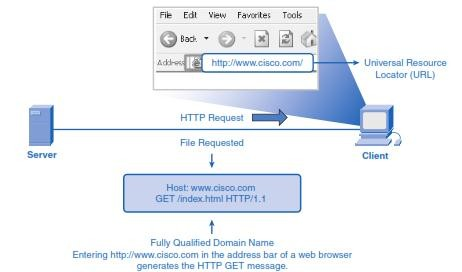 File Edit View Favorites Tools
Back
Address http://www.cisco.com/
Universal Resource
Locator (URL)
HTTP Request
File Requested
Server
Client
Host: www.cisco.com
GET /index.html HTTP/1.1
Fully Qualified Domain Name
Entering http://www.cisco.com in the address bar of a web browser
generates the HTTP GET message.